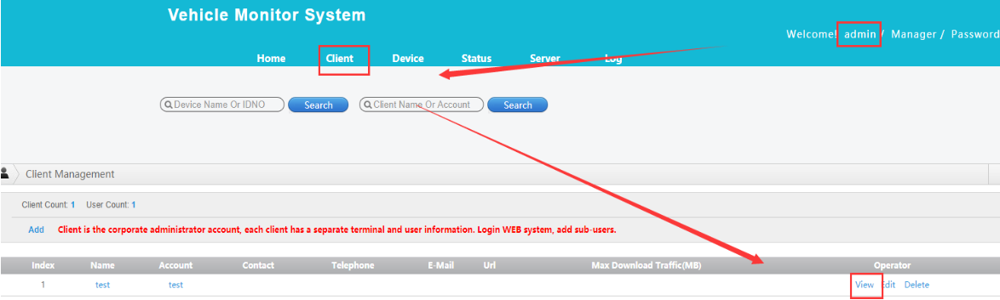 Vehicle Monitor System
Welcome! admin / Manager / Password
Home Client Device Status Server Log
Device Name Or IDNO Search Client Name Or Account Search
Client Management
Client Count: 1 User Count: 1
Add Client is the corporate administrator account, each client has a separate terminal and user information. Login WEB system, add sub-users.
Index Name Account Contact Telephone E-Mail Url Max Download Traffic(MB) Operator
1 test test View Edit Delete